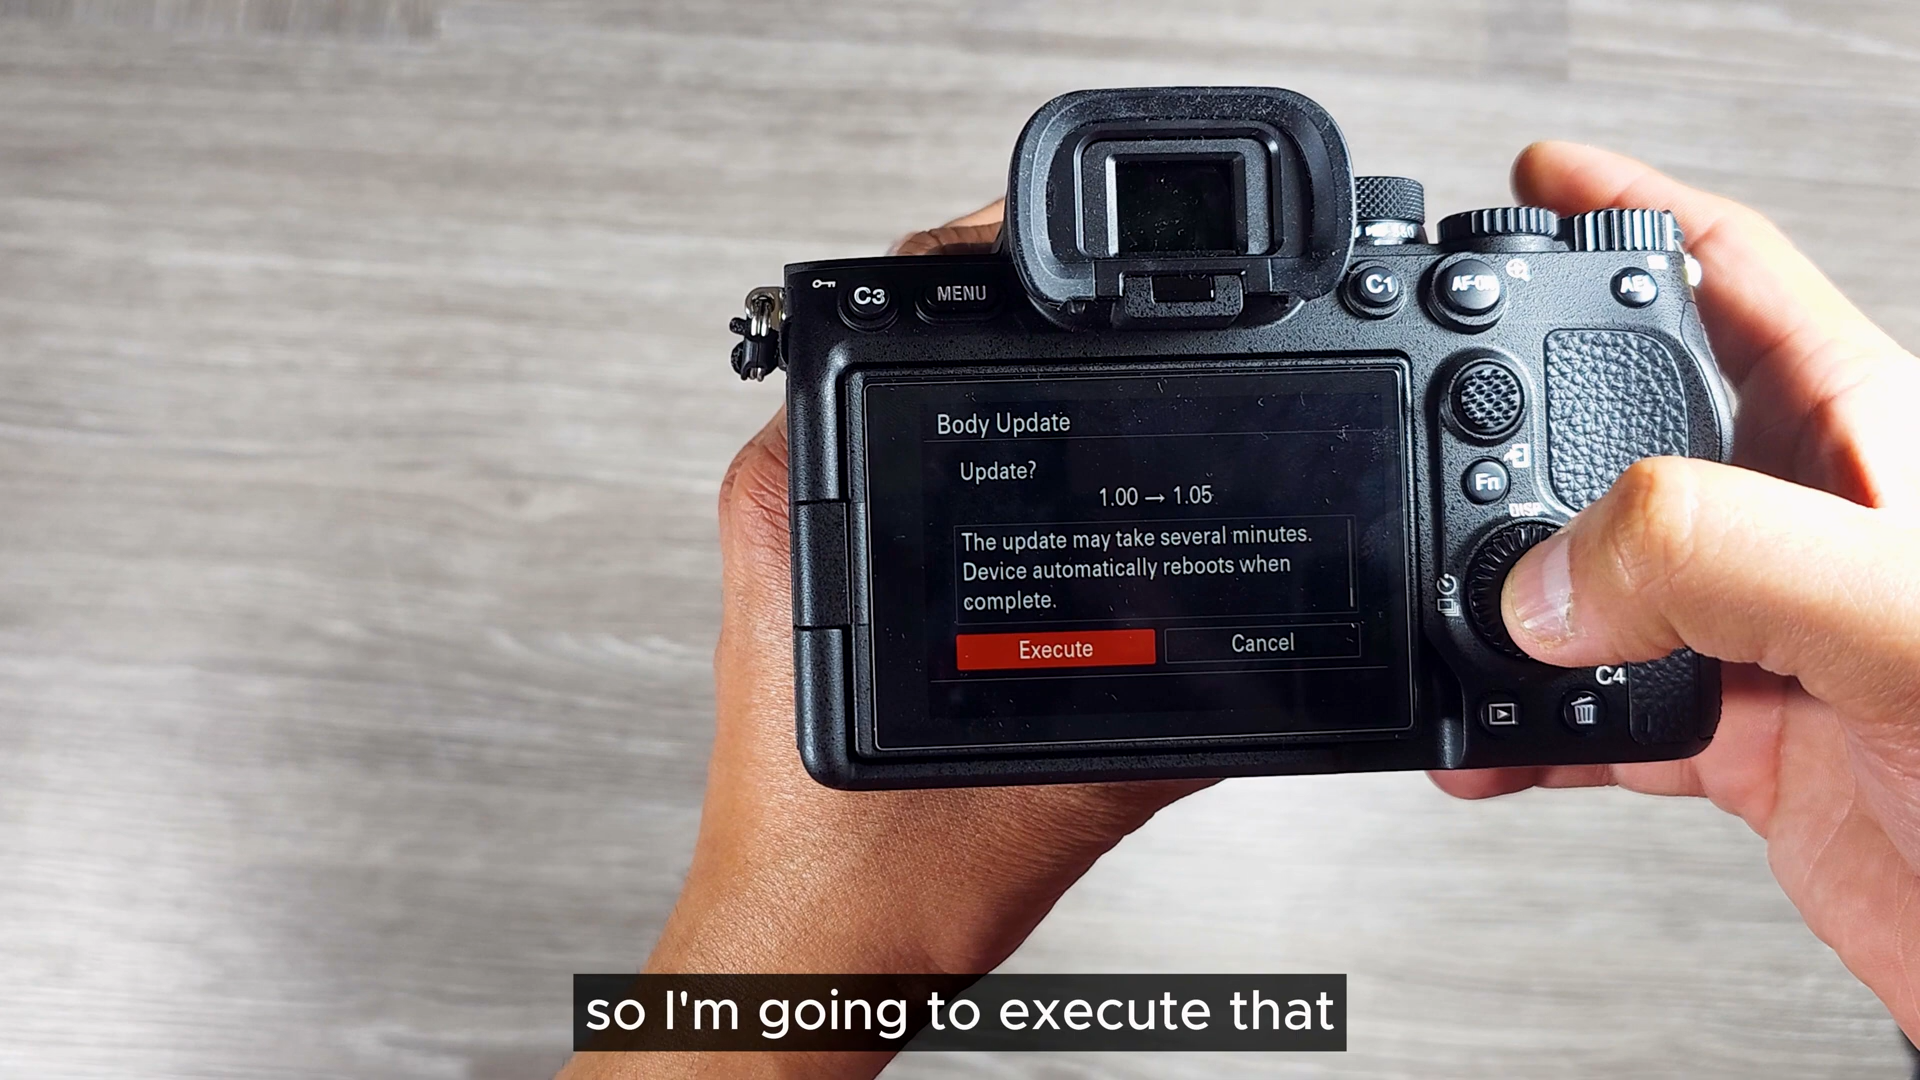 C3
MENU
C1
AF-ON
AEL
Body Update
Update?
1.00 → 1.05
The update may take several minutes.
Device automatically reboots when
complete.
Execute
Cancel
Fn
DISP
C4
so I'm going to execute that